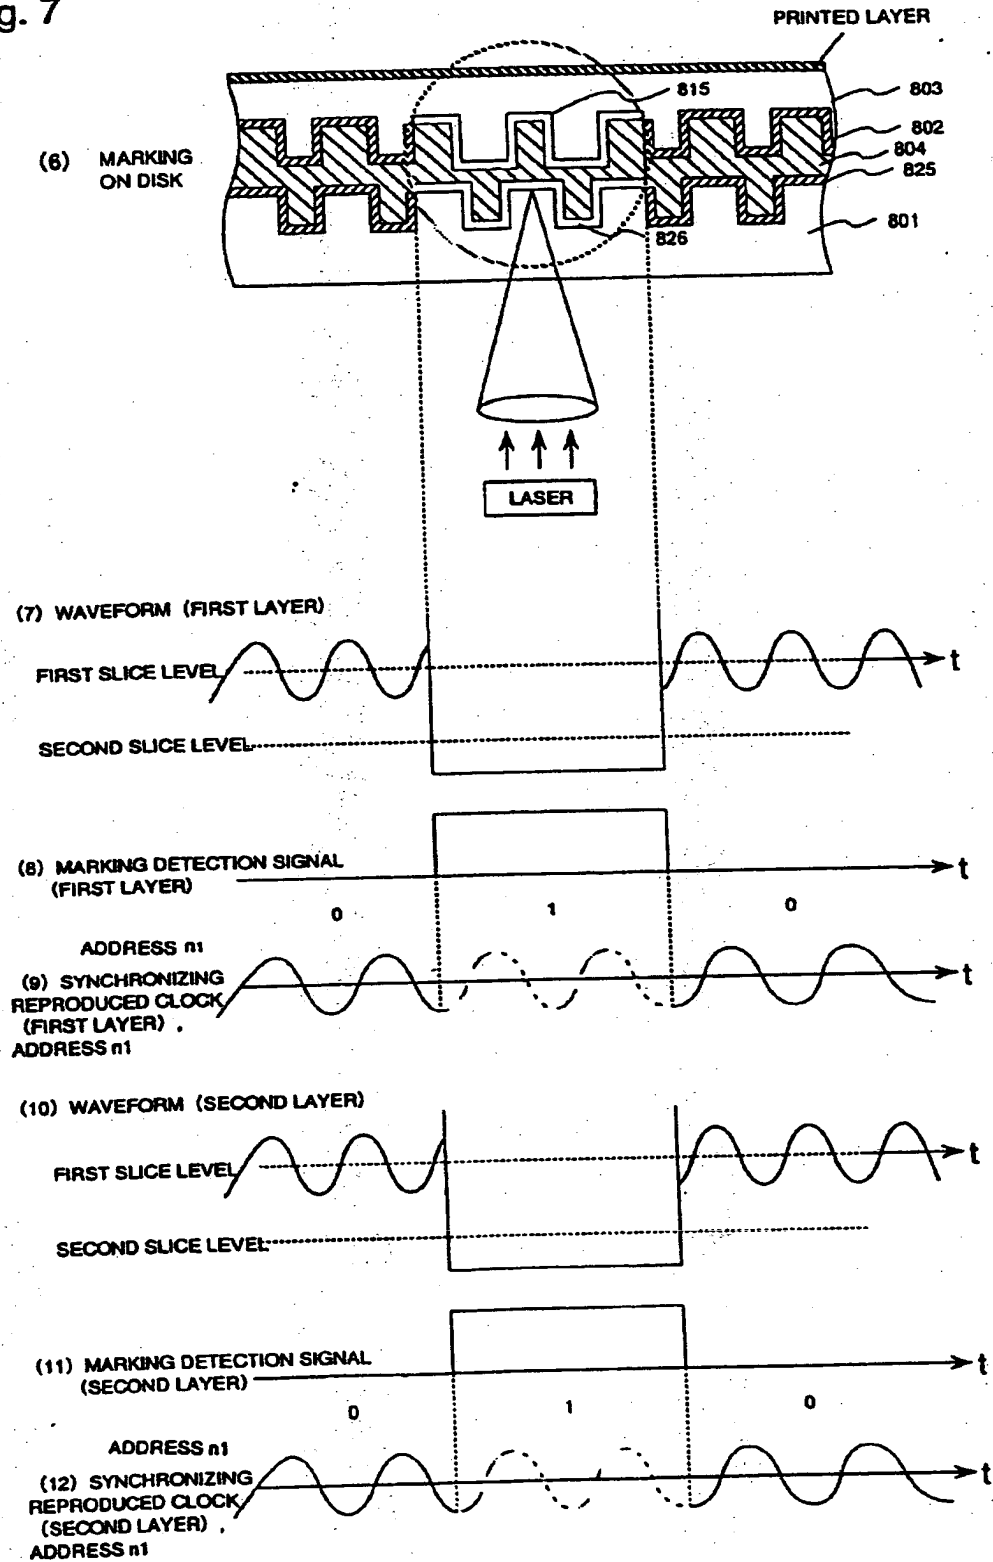 g. 7
PRINTED LAYER
815
803
802
804
825
(6) MARKING
ON DISK
801
826
LASER
(7) WAVEFORM (FIRST LAYER)
FIRST SLICE LEVEL
t
SECOND SLICE LEVEL
(8) MARKING DETECTION SIGNAL
(FIRST LAYER)
t
0
1
0
ADDRESS n1
(9) SYNCHRONIZING
REPRODUCED CLOCK
(FIRST LAYER),
ADDRESS n1
t
(10) WAVEFORM (SECOND LAYER)
FIRST SLICE LEVEL
t
SECOND SLICE LEVEL
(11) MARKING DETECTION SIGNAL
(SECOND LAYER)
t
0
1
0
ADDRESS n1
(12) SYNCHRONIZING
REPRODUCED CLOCK
(SECOND LAYER),
ADDRESS n1
t